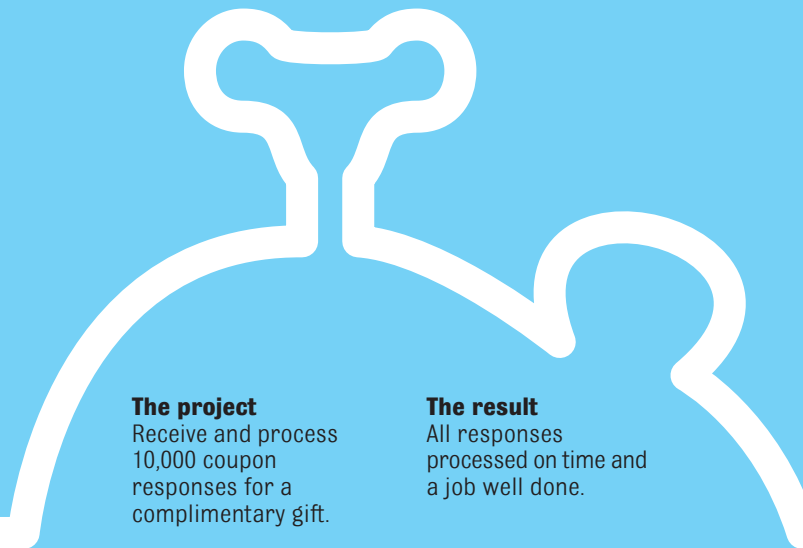 The project
Receive and process
10,000 coupon
responses for a
complimentary gift.
The result
All responses
processed on time and
a job well done.